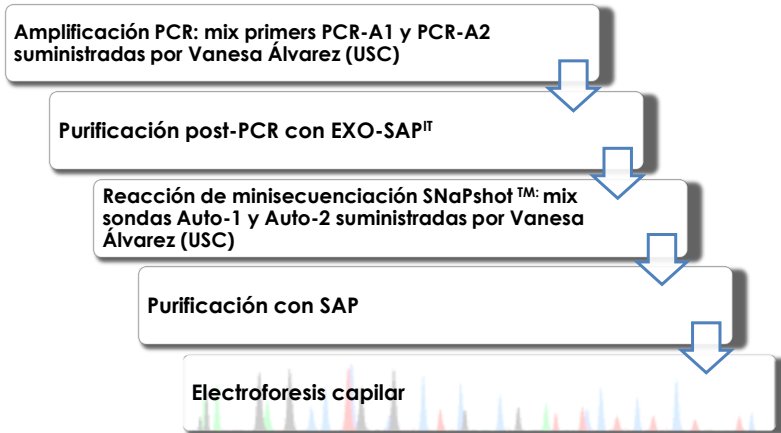 Amplificación PCR: mix primers PCR-A1 y PCR-A2
suministradas por Vanesa Álvarez (USC)
Purificación post-PCR con EXO-SAPIT
Reacción de minisecuenciación SNaPshot TM: mix
sondas Auto-1 y Auto-2 suministradas por Vanesa
Álvarez (USC)
Purificación con SAP
Electroforesis capilar